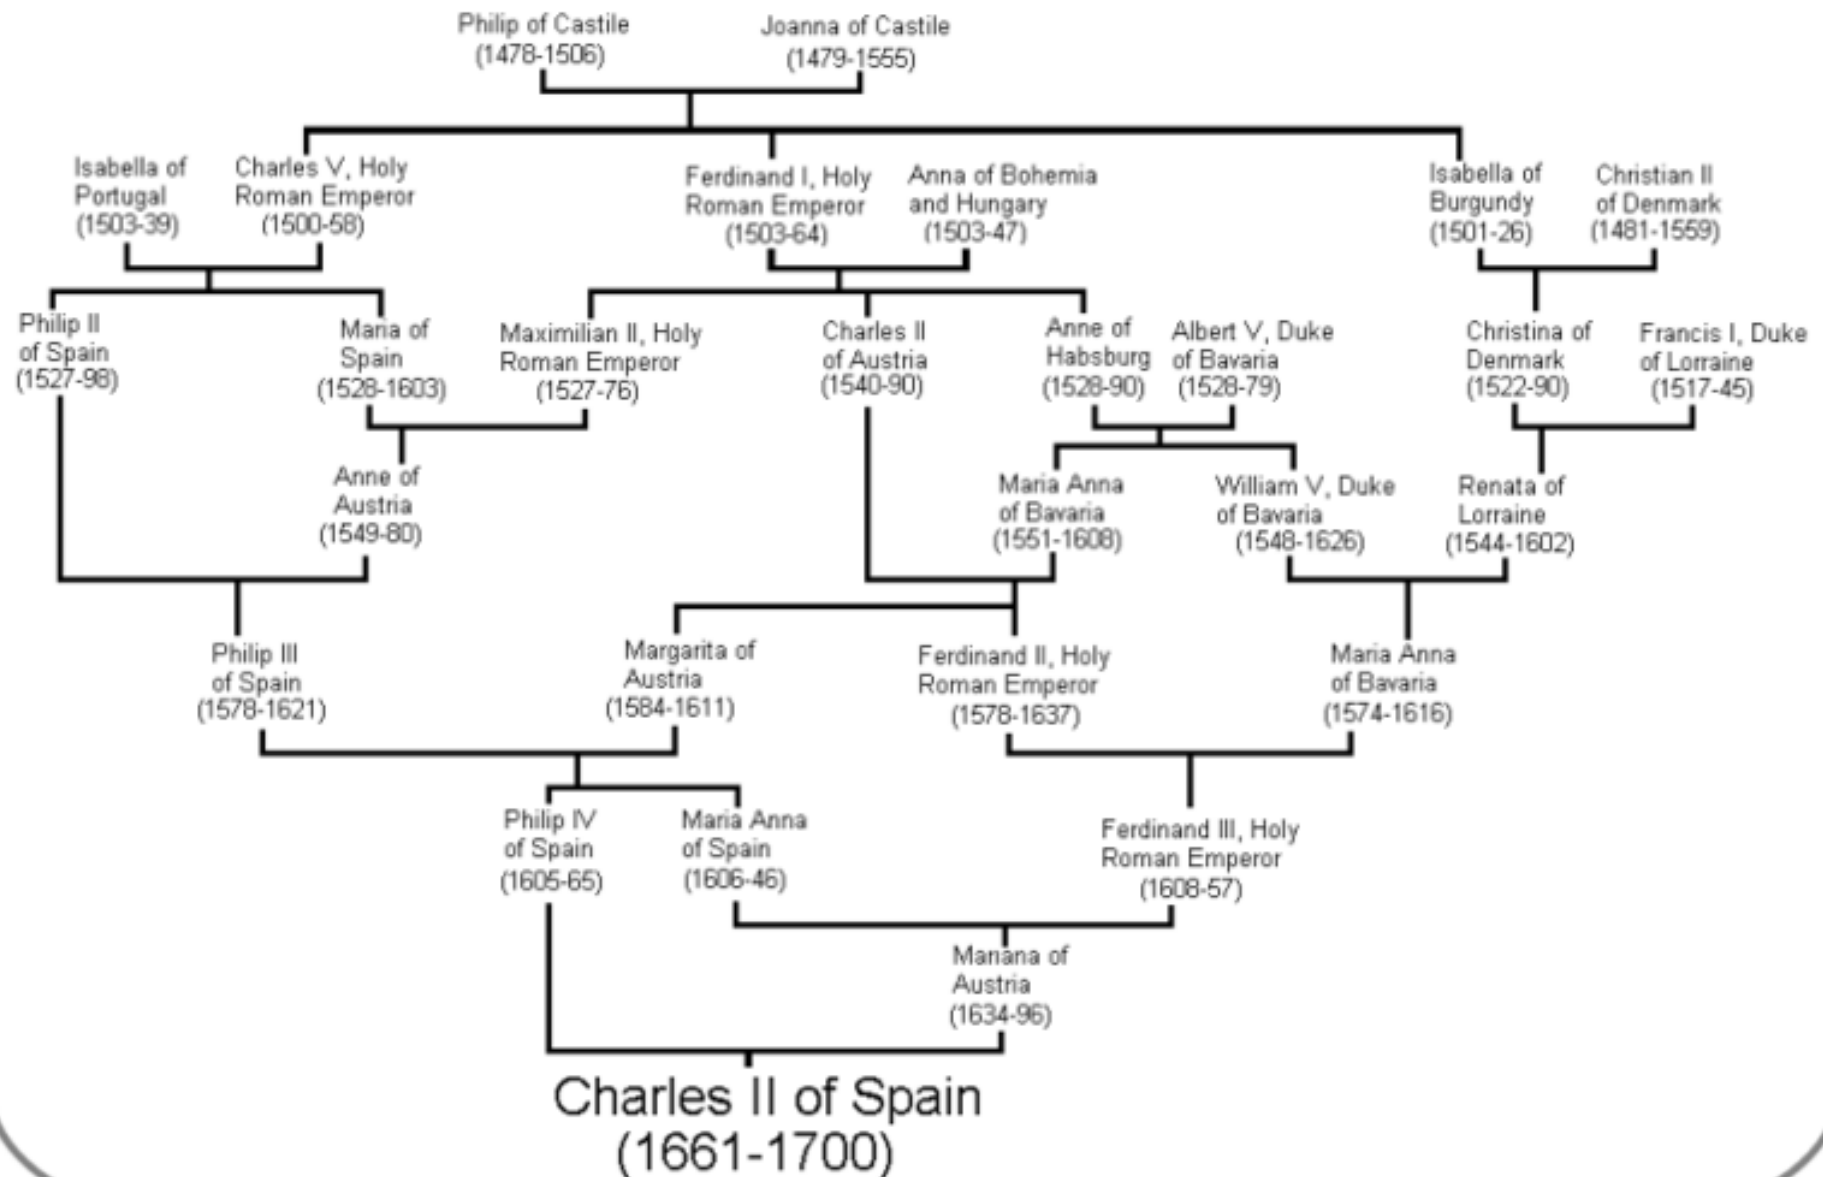 Philip of Castile
(1478-1506)
Joanna of Castile
(1479-1555)
Isabella of
Portugal
(1503-39)
Charles V, Holy
Roman Emperor
(1500-58)
Ferdinand I, Holy
Roman Emperor
(1503-64)
Anna of Bohemia
and Hungary
(1503-47)
Isabella of
Burgundy
(1501-26)
Christian II
of Denmark
(1481-1559)
Philip II
of Spain
(1527-98)
Maria of
Spain
(1528-1603)
Maximilian II, Holy
Roman Emperor
(1527-76)
Charles II
of Austria
(1540-90)
Anne of
Habsburg
(1528-90)
Albert V, Duke
of Bavaria
(1528-79)
Christina of
Denmark
(1522-90)
Francis I, Duke
of Lorraine
(1517-45)
Anne of
Austria
(1549-80)
Maria Anna
of Bavaria
(1551-1608)
William V, Duke
of Bavaria
(1548-1626)
Renata of
Lorraine
(1544-1602)
Philip III
of Spain
(1578-1621)
Margarita of
Austria
(1584-1611)
Ferdinand II, Holy
Roman Emperor
(1578-1637)
Maria Anna
of Bavaria
(1574-1616)
Philip IV
of Spain
(1605-65)
Maria Anna
of Spain
(1606-46)
Ferdinand III, Holy
Roman Emperor
(1608-57)
Mariana of
Austria
(1634-96)
Charles II of Spain
(1661-1700)